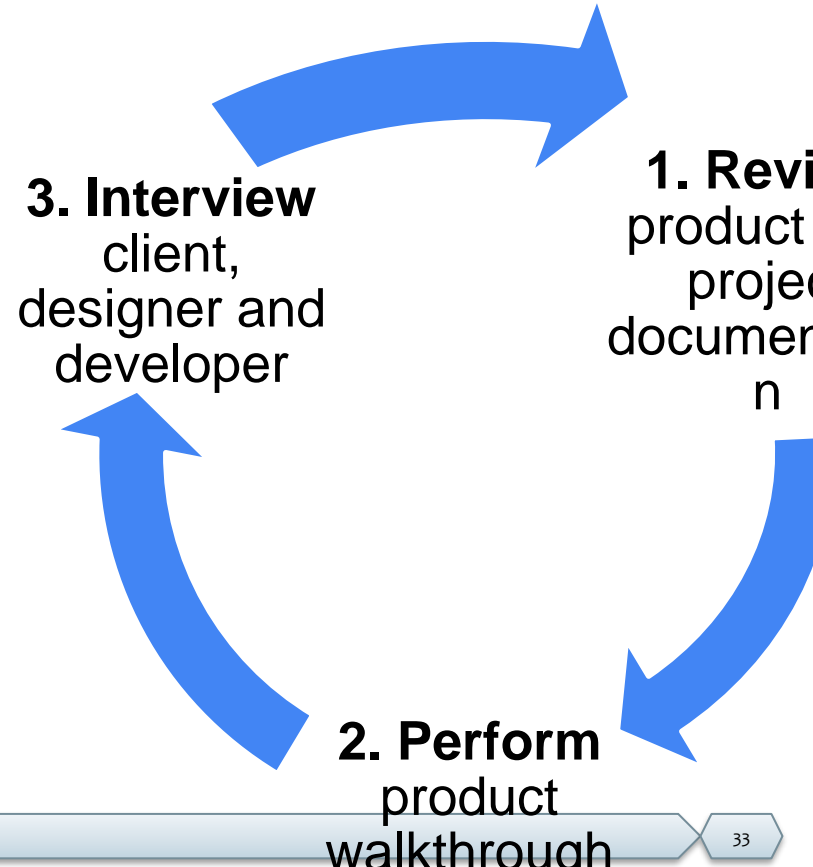 3. Interview
client,
designer and
developer
1. Revi
product
projec
documen
n
2. Perform
product
walkthrough
33